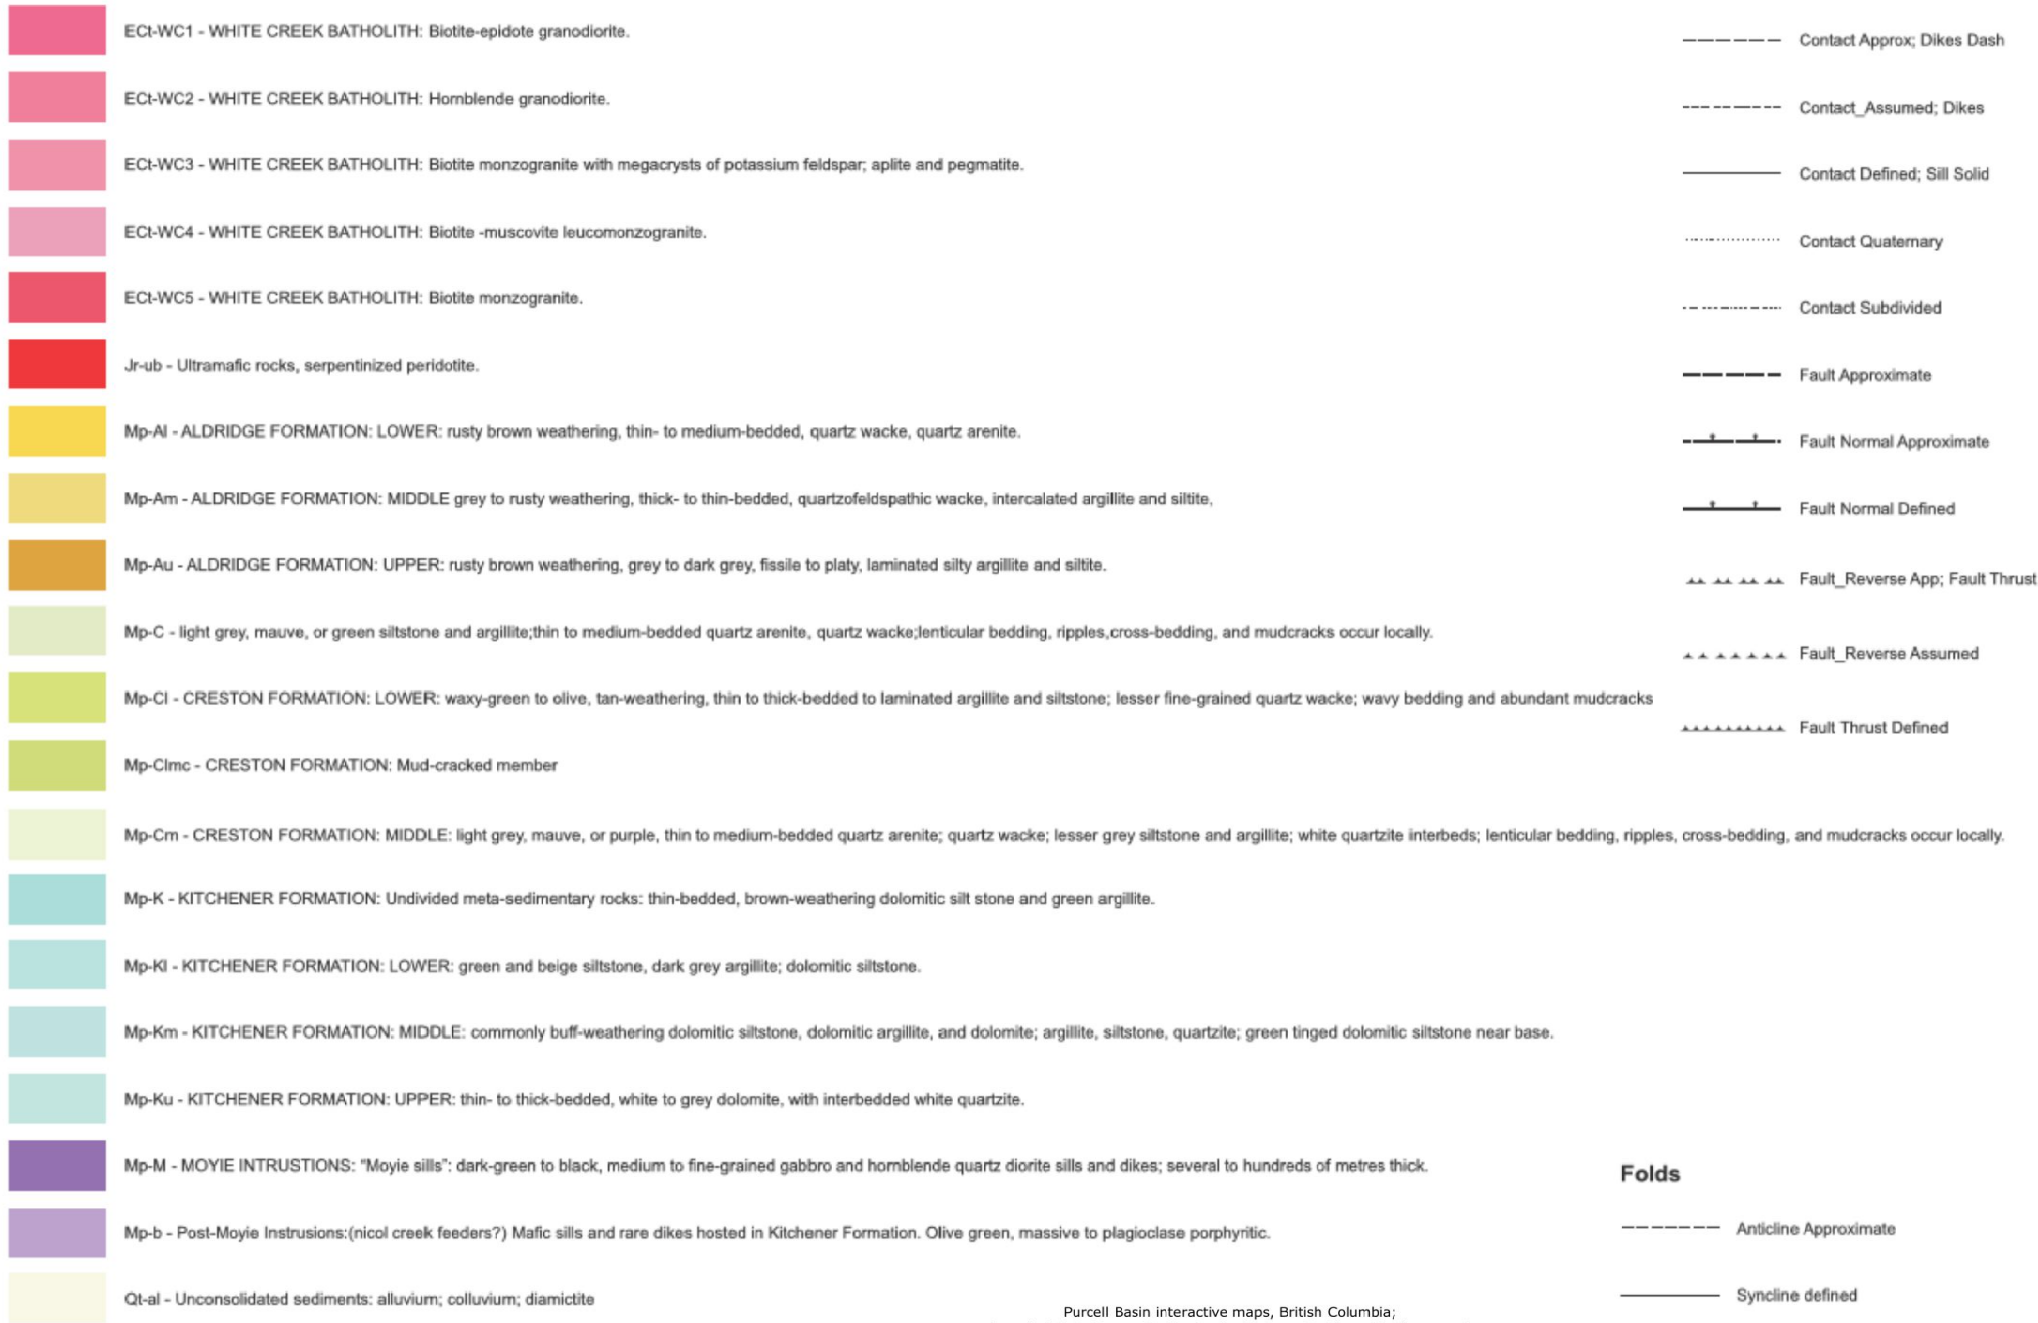 ECt-WC1 - WHITE CREEK BATHOLITH: Biotite-epidote granodiorite.
ECt-WC2 - WHITE CREEK BATHOLITH: Hornblende granodiorite.
ECt-WC3 - WHITE CREEK BATHOLITH: Biotite monzogranite with megacrysts of potassium feldspar; aplite and pegmatite.
ECt-WC4 - WHITE CREEK BATHOLITH: Biotite -muscovite leucomonzogranite.
ECt-WC5 - WHITE CREEK BATHOLITH: Biotite monzogranite.
Jr-ub - Ultramafic rocks, serpentinized peridotite.
Mp-Al - ALDRIDGE FORMATION: LOWER: rusty brown weathering, thin- to medium-bedded, quartz wacke, quartz arenite.
Mp-Am - ALDRIDGE FORMATION: MIDDLE grey to rusty weathering, thick- to thin-bedded, quartzofeldspathic wacke, intercalated argillite and siltite,
Mp-Au - ALDRIDGE FORMATION: UPPER: rusty brown weathering, grey to dark grey, fissile to platy, laminated silty argillite and siltite.
Mp-C - light grey, mauve, or green siltstone and argillite;thin to medium-bedded quartz arenite, quartz wacke;lenticular bedding, ripples,cross-bedding, and mudcracks occur locally.
Mp-Cl - CRESTON FORMATION: LOWER: waxy-green to olive, tan-weathering, thin to thick-bedded to laminated argillite and siltstone; lesser fine-grained quartz wacke; wavy bedding and abundant mudcracks
Mp-Clmc - CRESTON FORMATION: Mud-cracked member
Mp-Cm - CRESTON FORMATION: MIDDLE: light grey, mauve, or purple, thin to medium-bedded quartz arenite; quartz wacke; lesser grey siltstone and argillite; white quartzite interbeds; lenticular bedding, ripples, cross-bedding, and mudcracks occur locally.
Mp-K - KITCHENER FORMATION: Undivided meta-sedimentary rocks: thin-bedded, brown-weathering dolomitic silt stone and green argillite.
Mp-Kl - KITCHENER FORMATION: LOWER: green and beige siltstone, dark grey argillite; dolomitic siltstone.
Mp-Km - KITCHENER FORMATION: MIDDLE: commonly buff-weathering dolomitic siltstone, dolomitic argillite, and dolomite; argillite, siltstone, quartzite; green tinged dolomitic siltstone near base.
Mp-Ku - KITCHENER FORMATION: UPPER: thin- to thick-bedded, white to grey dolomite, with interbedded white quartzite.
Mp-M - MOYIE INTRUSTIONS: "Moyie sills": dark-green to black, medium to fine-grained gabbro and hornblende quartz diorite sills and dikes; several to hundreds of metres thick.
Mp-b - Post-Moyie Instrusions:(nicol creek feeders?) Mafic sills and rare dikes hosted in Kitchener Formation. Olive green, massive to plagioclase porphyritic.
Qt-al - Unconsolidated sediments: alluvium; colluvium; diamictite
Contact Approx; Dikes Dash
Contact_Assumed; Dikes
Contact Defined; Sill Solid
Contact Quaternary
Contact Subdivided
Fault Approximate
Fault Normal Approximate
Fault Normal Defined
Fault_Reverse App; Fault Thrust
Fault_Reverse Assumed
Fault Thrust Defined
Folds
Anticline Approximate
Syncline defined
Purcell Basin interactive maps, British Columbia;